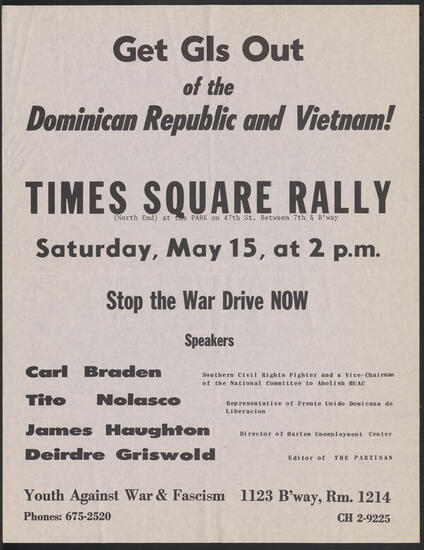 Get GIs Out
of the
Dominican Republic and Vietnam!
TIMES SQUARE RALLY
(North End) at the PARK on 47th St. Between 7th & B'way
Saturday, May 15, at 2 p.m.
Stop the War Drive NOW
Speakers
Carl Braden Southern Civil Rights Fighter and a Vice-Chairman
of the National Committee to Abolish HUAC
Tito Nolasco Representative of Frente Unido Domicana de
Liberacion
James Haughton Director of Harlem Unemployment Center
Deirdre Griswold Editor of THE PARTISAN
Youth Against War & Fascism 1123 B'way, Rm. 1214
Phones: 675-2520 CH 2-9225